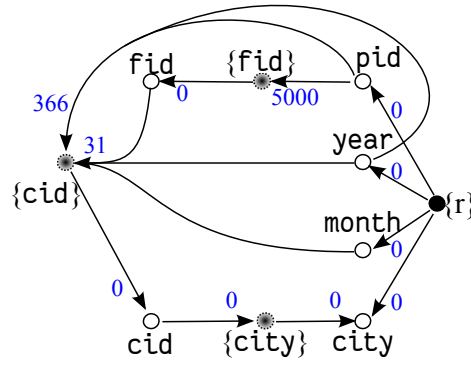 fid {fid} pid
366 0 5000 0
31 year
0
{cid} {r}
month
0
0 0 0 0
cid {city} city